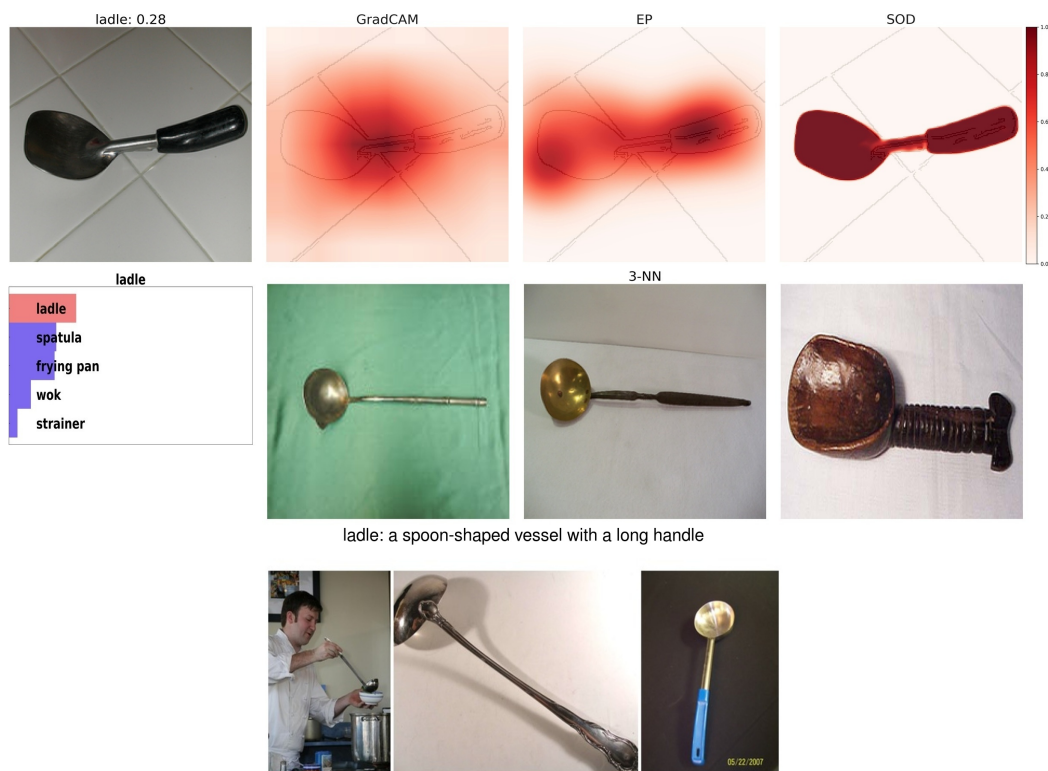 ladle: 0.28
GradCAM
EP
SOD
1.0
0.8
0.6
0.4
0.2
0.0
ladle
ladle
spatula
frying pan
wok
strainer
3-NN
ladle: a spoon-shaped vessel with a long handle
05/22/2007